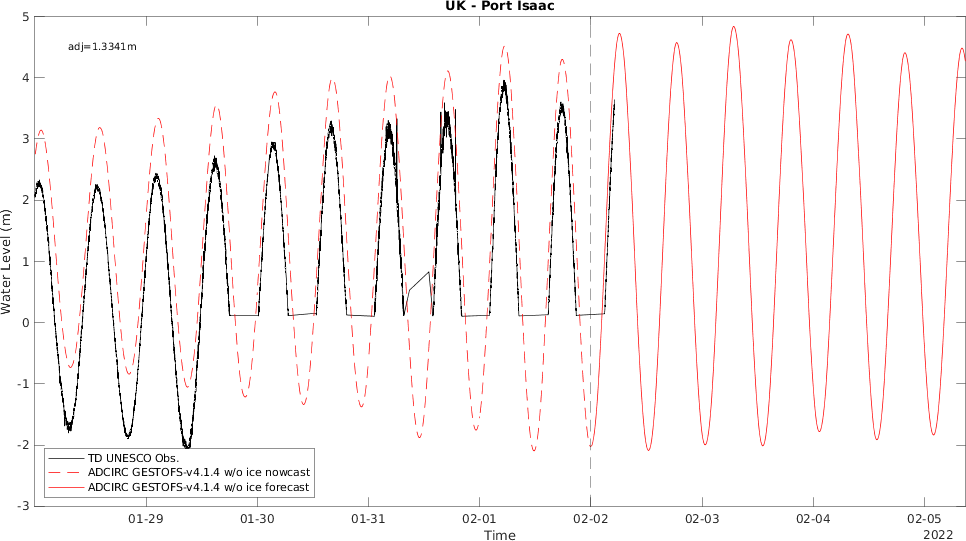 UK - Port Isaac
adj=1.3341m
Water Level (m)
5
4
3
2
1
0
-1
-2
-3
TD UNESCO Obs.
ADCIRC GESTOFS-v4.1.4 w/o ice nowcast
ADCIRC GESTOFS-v4.1.4 w/o ice forecast
01-29 01-30 01-31 02-01 02-02 02-03 02-04 02-05
Time
2022